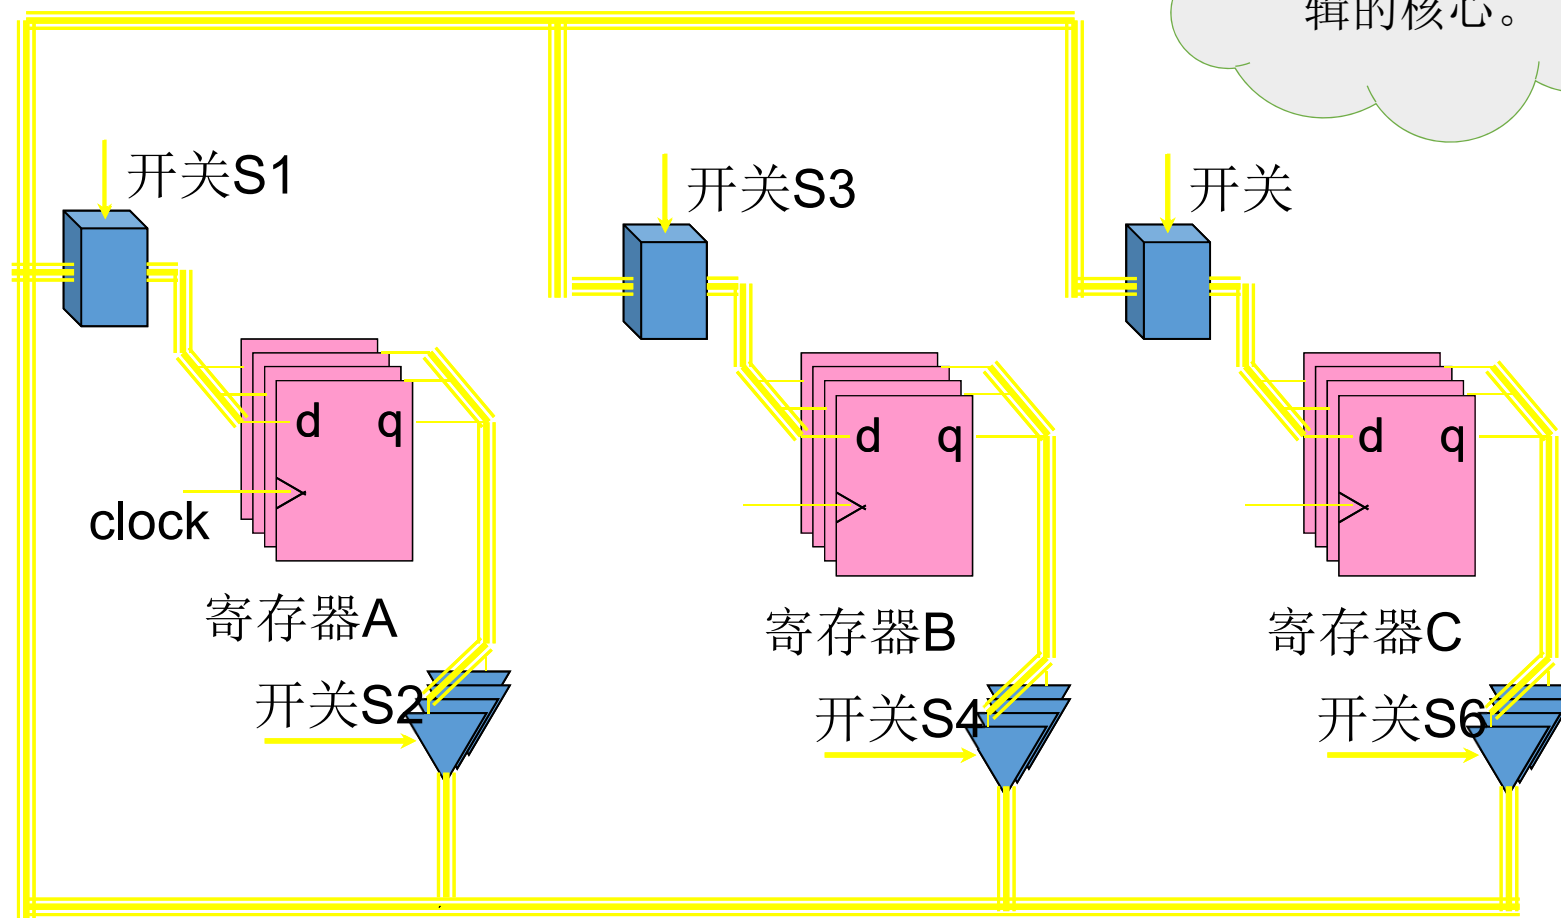 辑的核心。
开关S1
开关S3
开关
d q
d q
d q
clock
寄存器A
寄存器B
寄存器C
开关S2
开关S4
开关S6